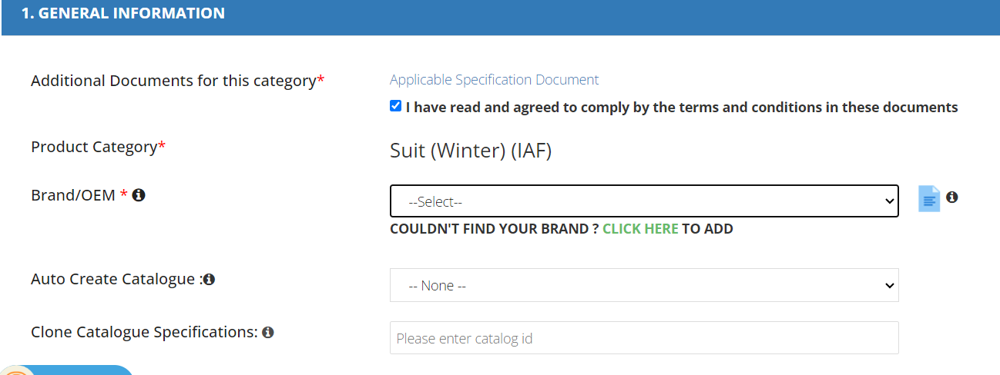 1. GENERAL INFORMATION
Additional Documents for this category*
Applicable Specification Document
I have read and agreed to comply by the terms and conditions in these documents
Product Category*
Suit (Winter) (IAF)
Brand/OEM *
--Select--
COULDN'T FIND YOUR BRAND ? CLICK HERE TO ADD
Auto Create Catalogue :
-- None --
Clone Catalogue Specifications:
Please enter catalog id